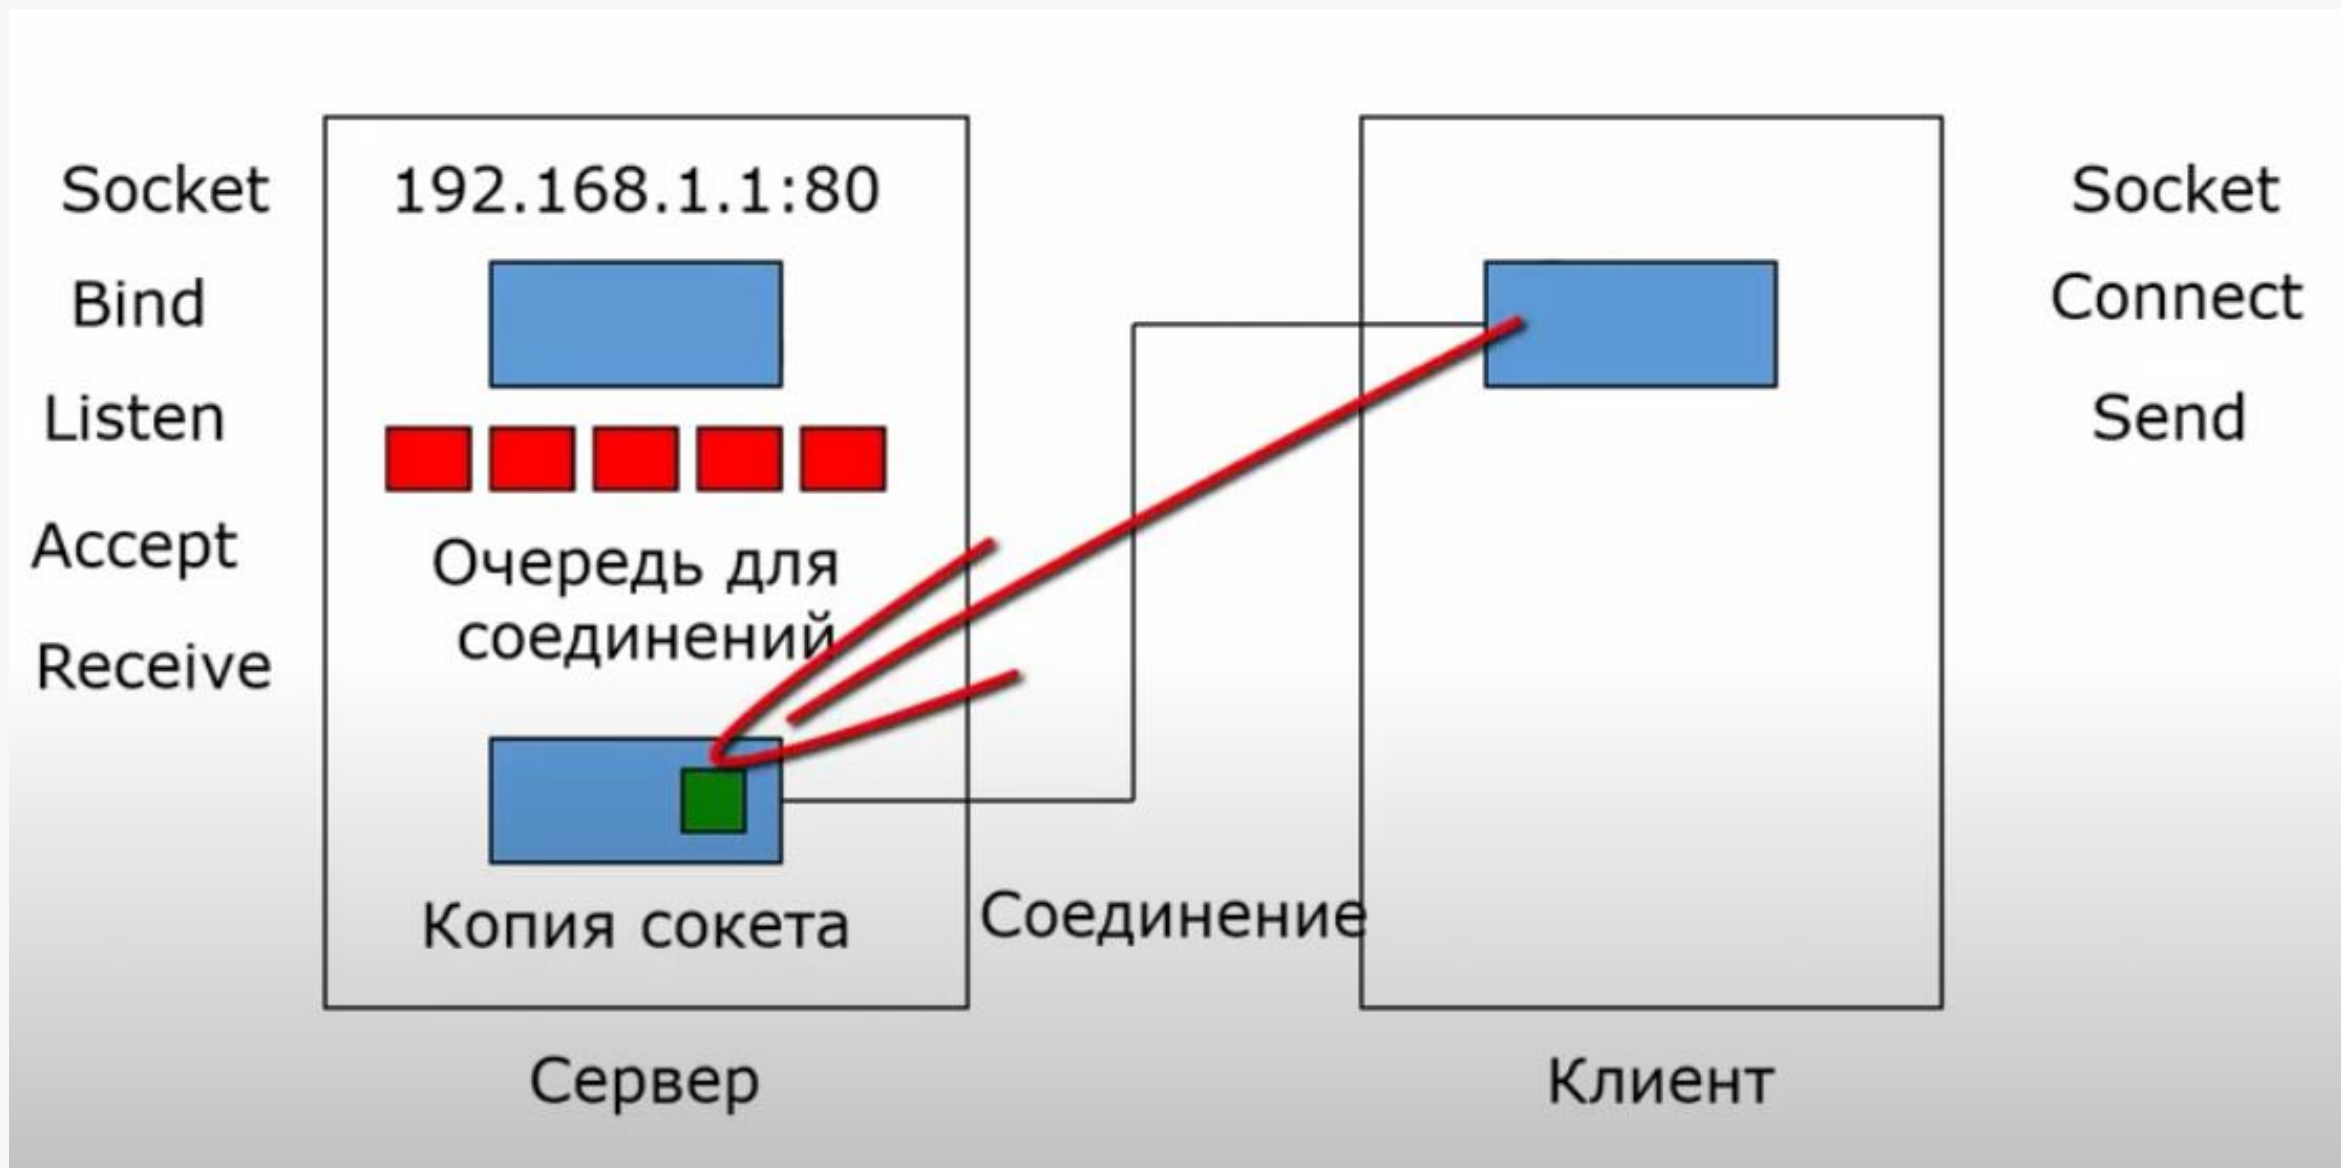 Socket
Bind
Listen
Accept
Receive
192.168.1.1:80
Очередь для
соединений
Копия сокета
Сервер
Соединение
Socket
Connect
Send
Клиент